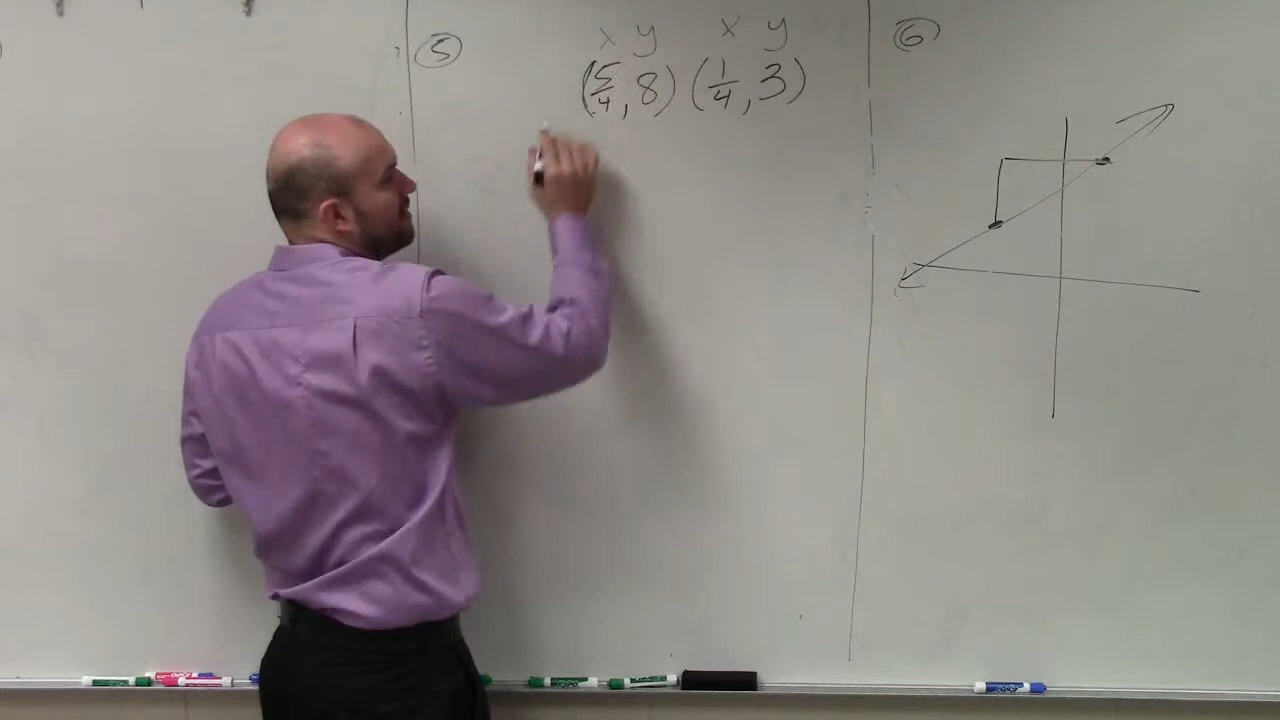 ⑤
x y x y
(5/4, 8) (1/4, 3)
⑥